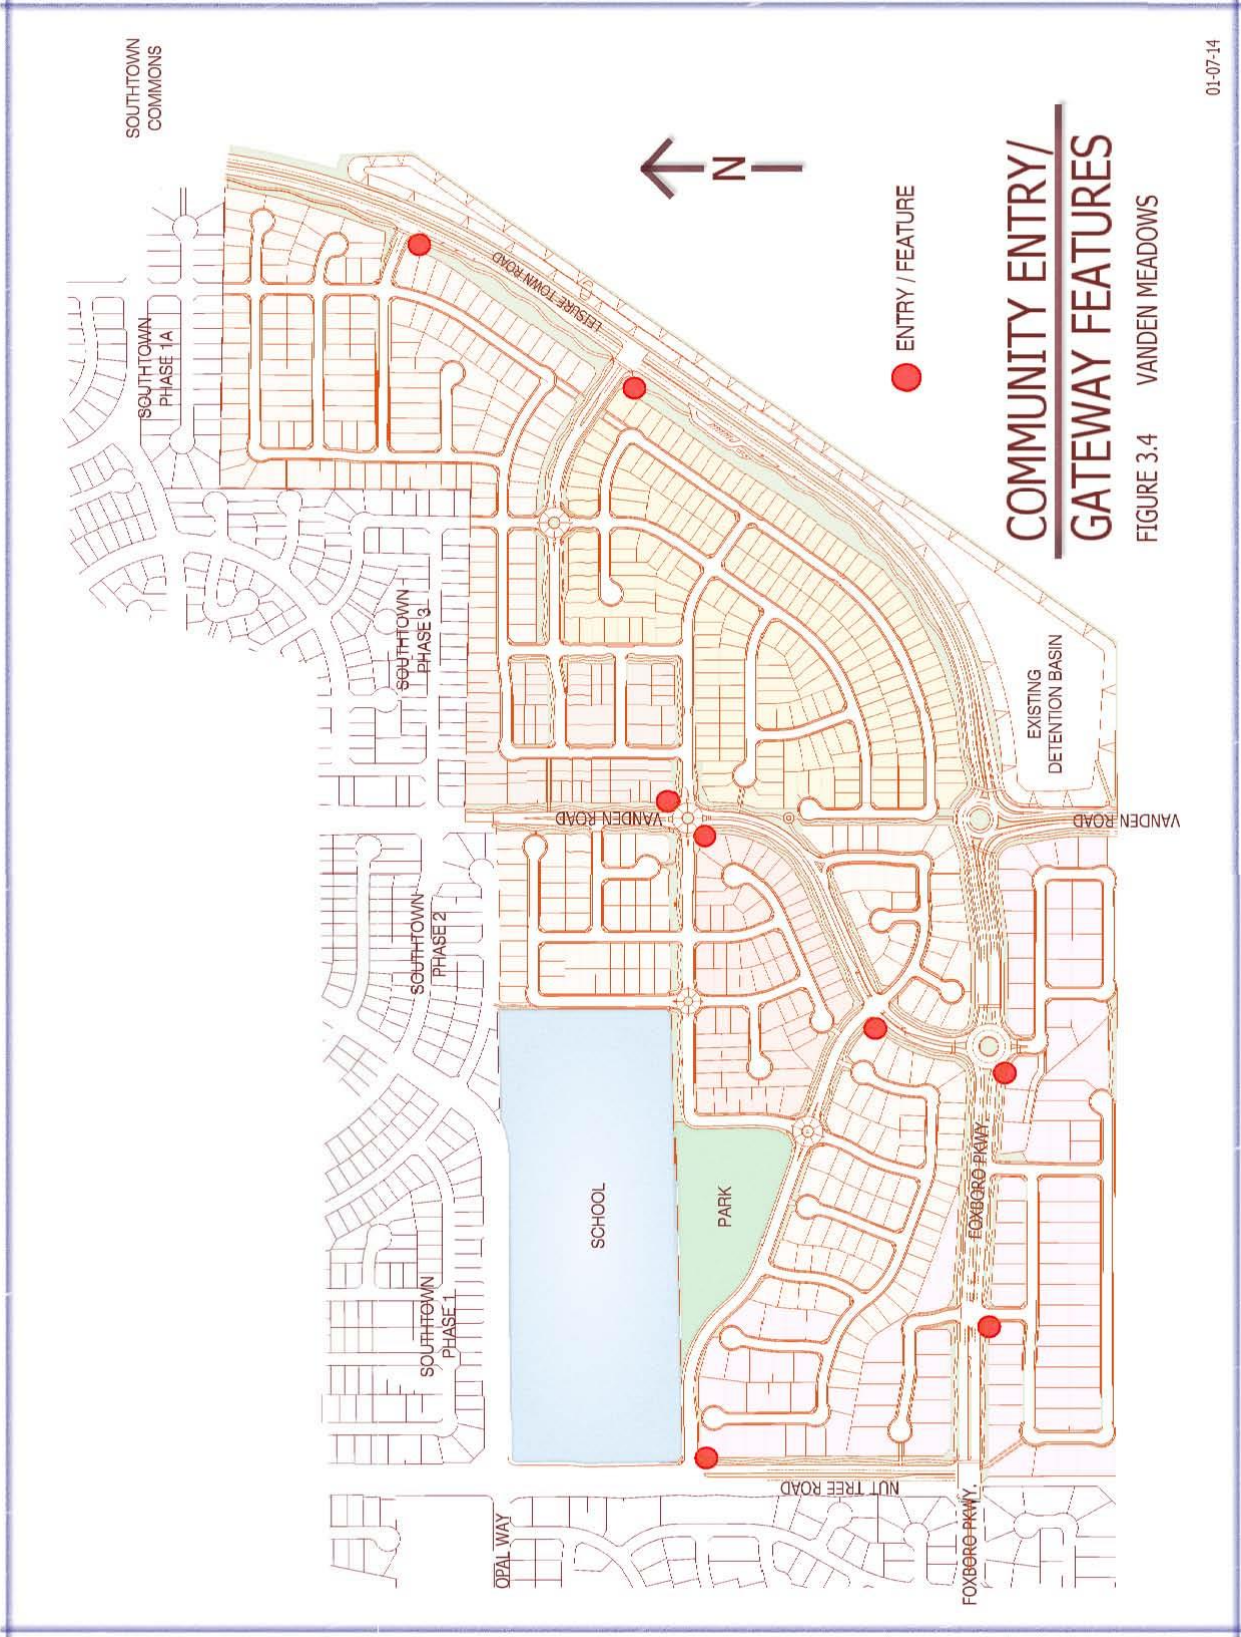 SOUTHTOWN
COMMONS
SOUTHTOWN
PHASE 1A
SOUTHTOWN
PHASE 3
SOUTHTOWN
PHASE 2
SOUTHTOWN
PHASE 1
LEISURE TOWN ROAD
VANDEN ROAD
VANDEN ROAD
EXISTING
DETENTION BASIN
SCHOOL
PARK
FOXBORO PKWY.
NUT TREE ROAD
OPAL WAY
FOXBORO PKWY.
N
ENTRY / FEATURE
COMMUNITY ENTRY/
GATEWAY FEATURES
FIGURE 3.4 VANDEN MEADOWS
01-07-14